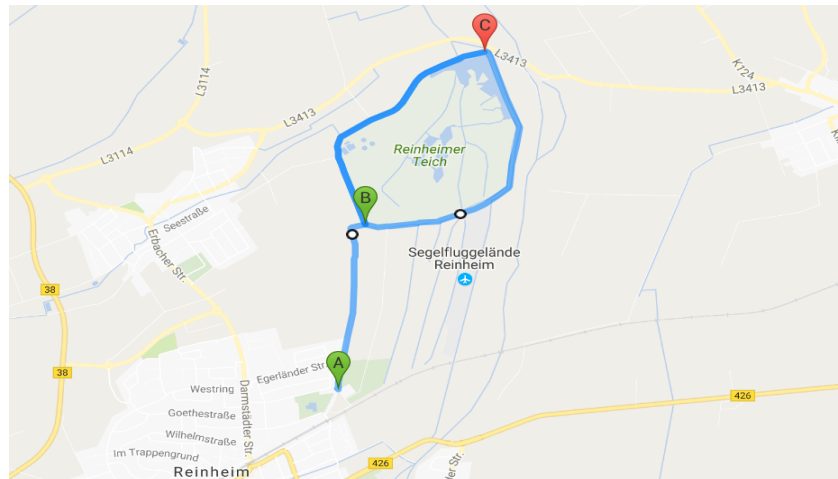 C
L3413
K124
L3114
L3413
L3413
L3114
Reinheimer
Teich
B
Seestraße
Erbacher Str.
Segelfluggelände
Reinheim
38
38
A
Egerländer Str.
Westring
Darmstädter Str.
426
Goethestraße
Wilhelmstraße
Im Trappengrund
426
Reinheim